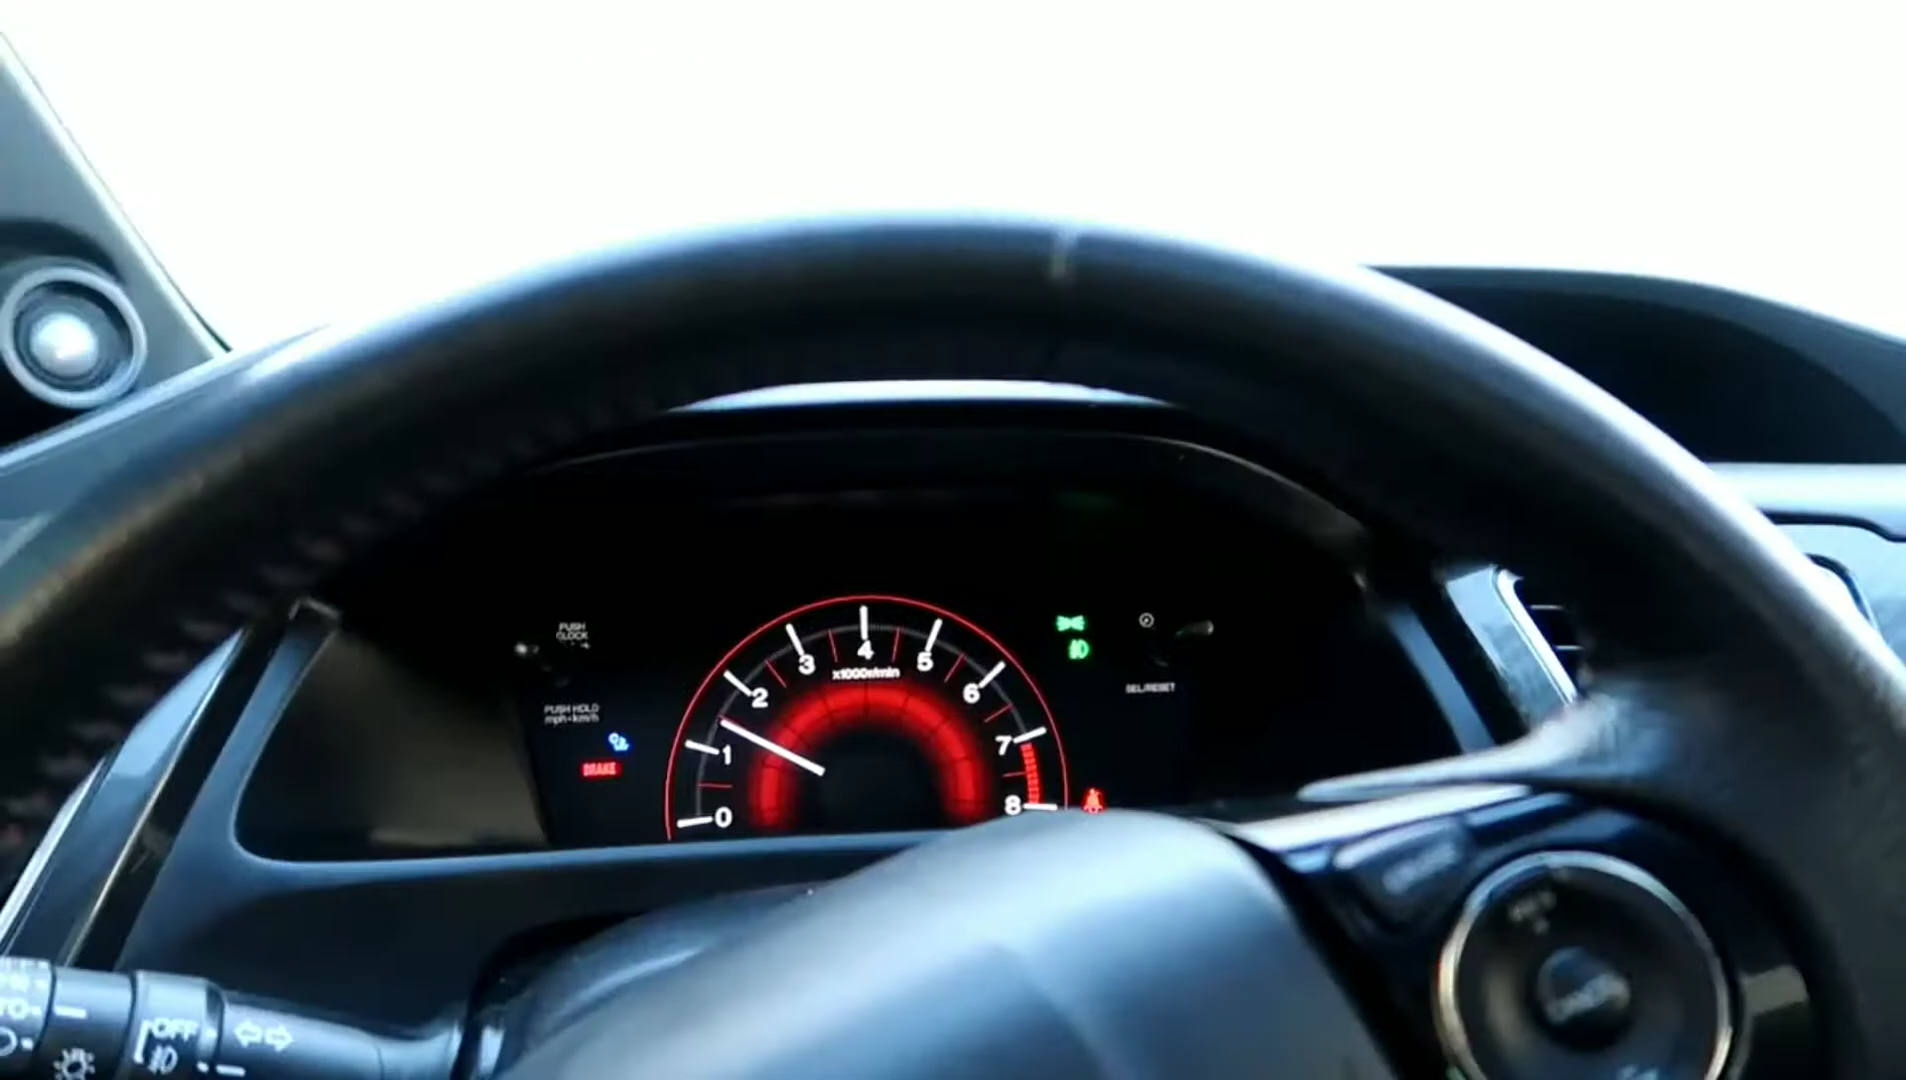 PUSH
CLOCK
PUSH HOLD
mph↔km/h
BRAKE
0
1
2
3
4
5
6
7
8
x1000r/min
SEL/RESET
OFF